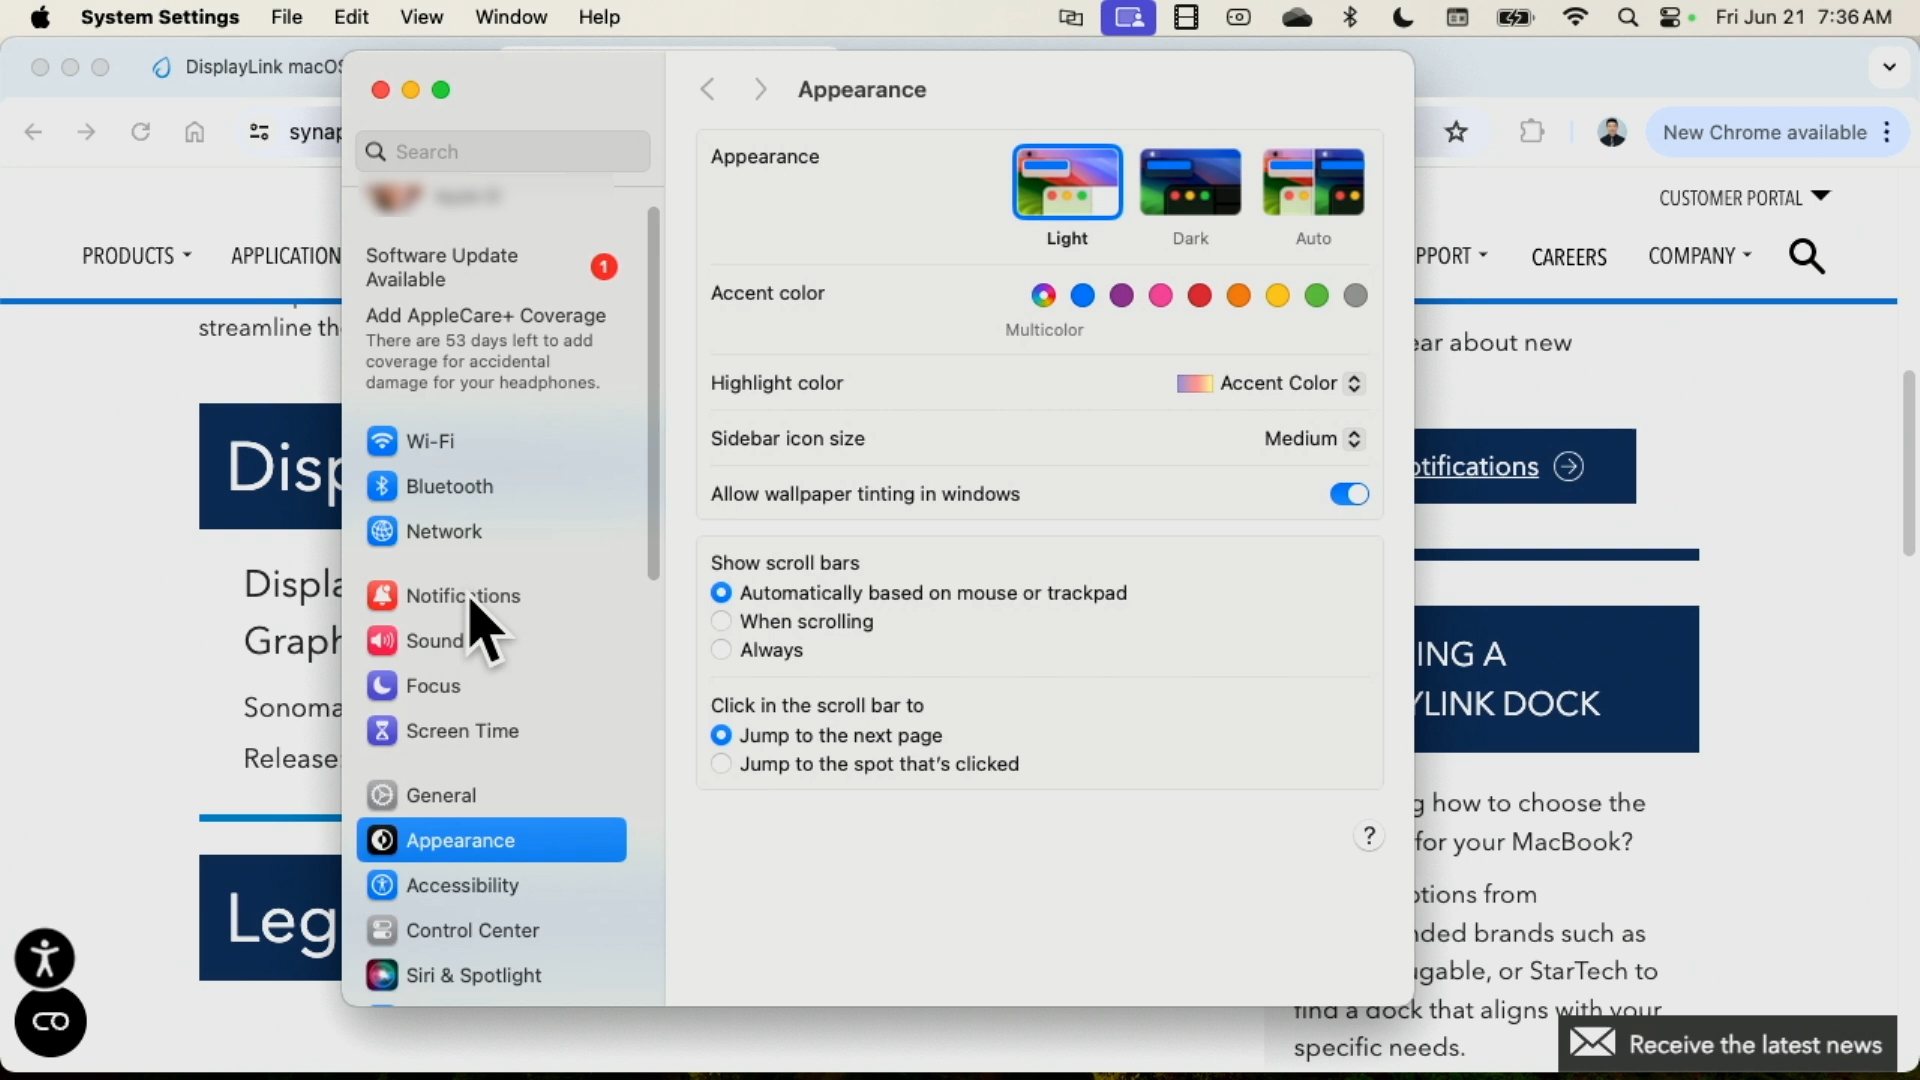 System Settings File Edit View Window Help Fri Jun 21 7:36 AM
DisplayLink macOS
Appearance
synap
New Chrome available
Search
CUSTOMER PORTAL
PRODUCTS APPLICATION
PPORT CAREERS COMPANY
Software Update
Available
1
Add AppleCare+ Coverage
There are 53 days left to add
coverage for accidental
damage for your headphones.
Wi-Fi
Bluetooth
Network
Notifications
Sound
Focus
Screen Time
General
Appearance
Accessibility
Control Center
Siri & Spotlight
Appearance
Light Dark Auto
Accent color
Multicolor
Highlight color Accent Color
Sidebar icon size Medium
Allow wallpaper tinting in windows
Show scroll bars
Automatically based on mouse or trackpad
When scrolling
Always
Click in the scroll bar to
Jump to the next page
Jump to the spot that's clicked
?
streamline th
Disp
Displa
Graph
Sonoma
Release
Leg
ear about new
otifications
ING A
YLINK DOCK
g how to choose the
for your MacBook?
otions from
nded brands such as
gable, or StarTech to
find a dock that aligns with your
specific needs.
Receive the latest news